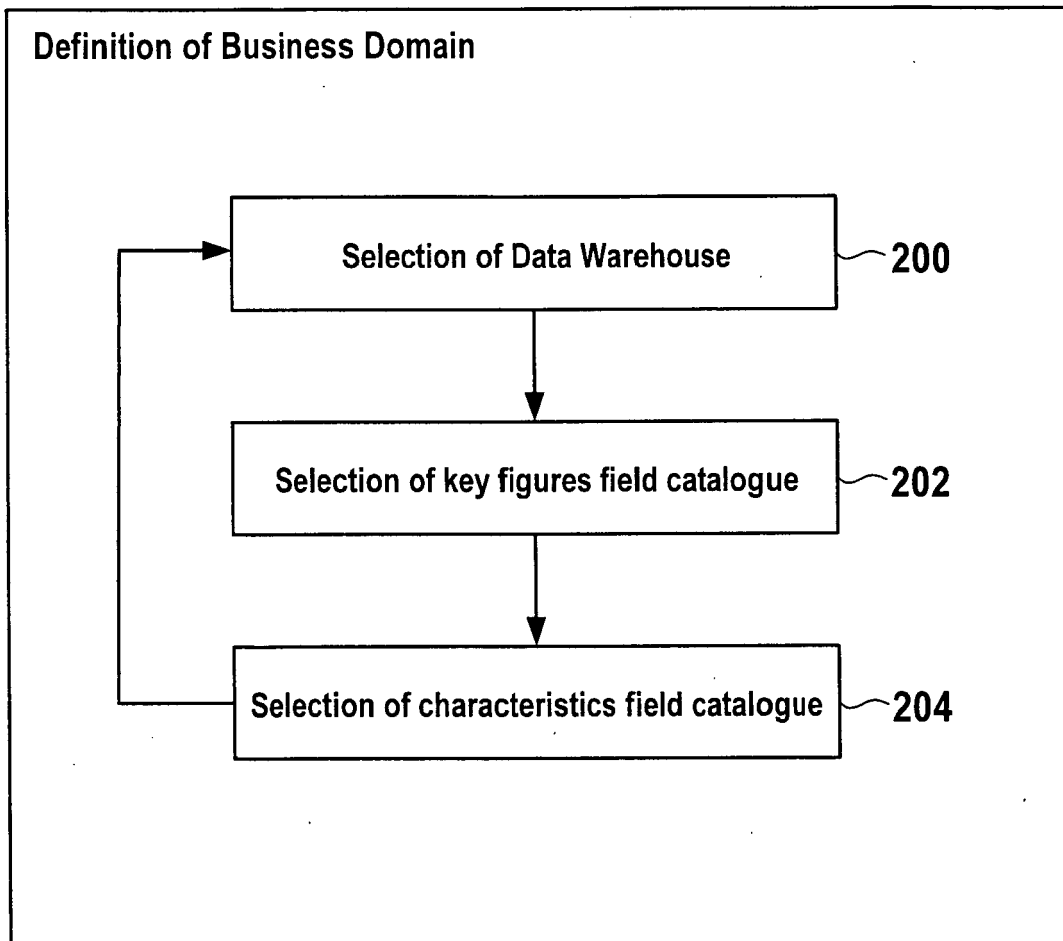 Definition of Business Domain
Selection of Data Warehouse
200
Selection of key figures field catalogue
202
Selection of characteristics field catalogue
204